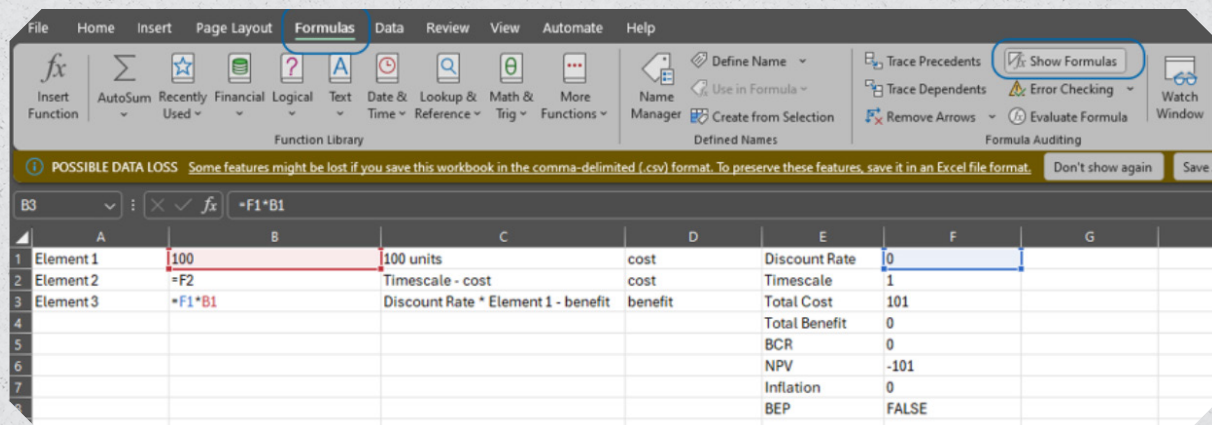 File Home Insert Page Layout Formulas Data Review View Automate Help
fx Insert Function
AutoSum
Recently Used
Financial
Logical
Text
Date & Time
Lookup & Reference
Math & Trig
More Functions
Function Library
Name Manager
Define Name
Use in Formula
Create from Selection
Defined Names
Trace Precedents
Trace Dependents
Remove Arrows
Show Formulas
Error Checking
Evaluate Formula
Formula Auditing
Watch Window
POSSIBLE DATA LOSS Some features might be lost if you save this workbook in the comma-delimited (.csv) format. To preserve these features, save it in an Excel file format. Don't show again Save
B3 fx =F1*B1
A B C D E F G
1 Element 1 100 100 units cost Discount Rate 0
2 Element 2 =F2 Timescale - cost cost Timescale 1
3 Element 3 =F1*B1 Discount Rate * Element 1 - benefit benefit Total Cost 101
4 Total Benefit 0
5 BCR 0
6 NPV -101
7 Inflation 0
BEP FALSE